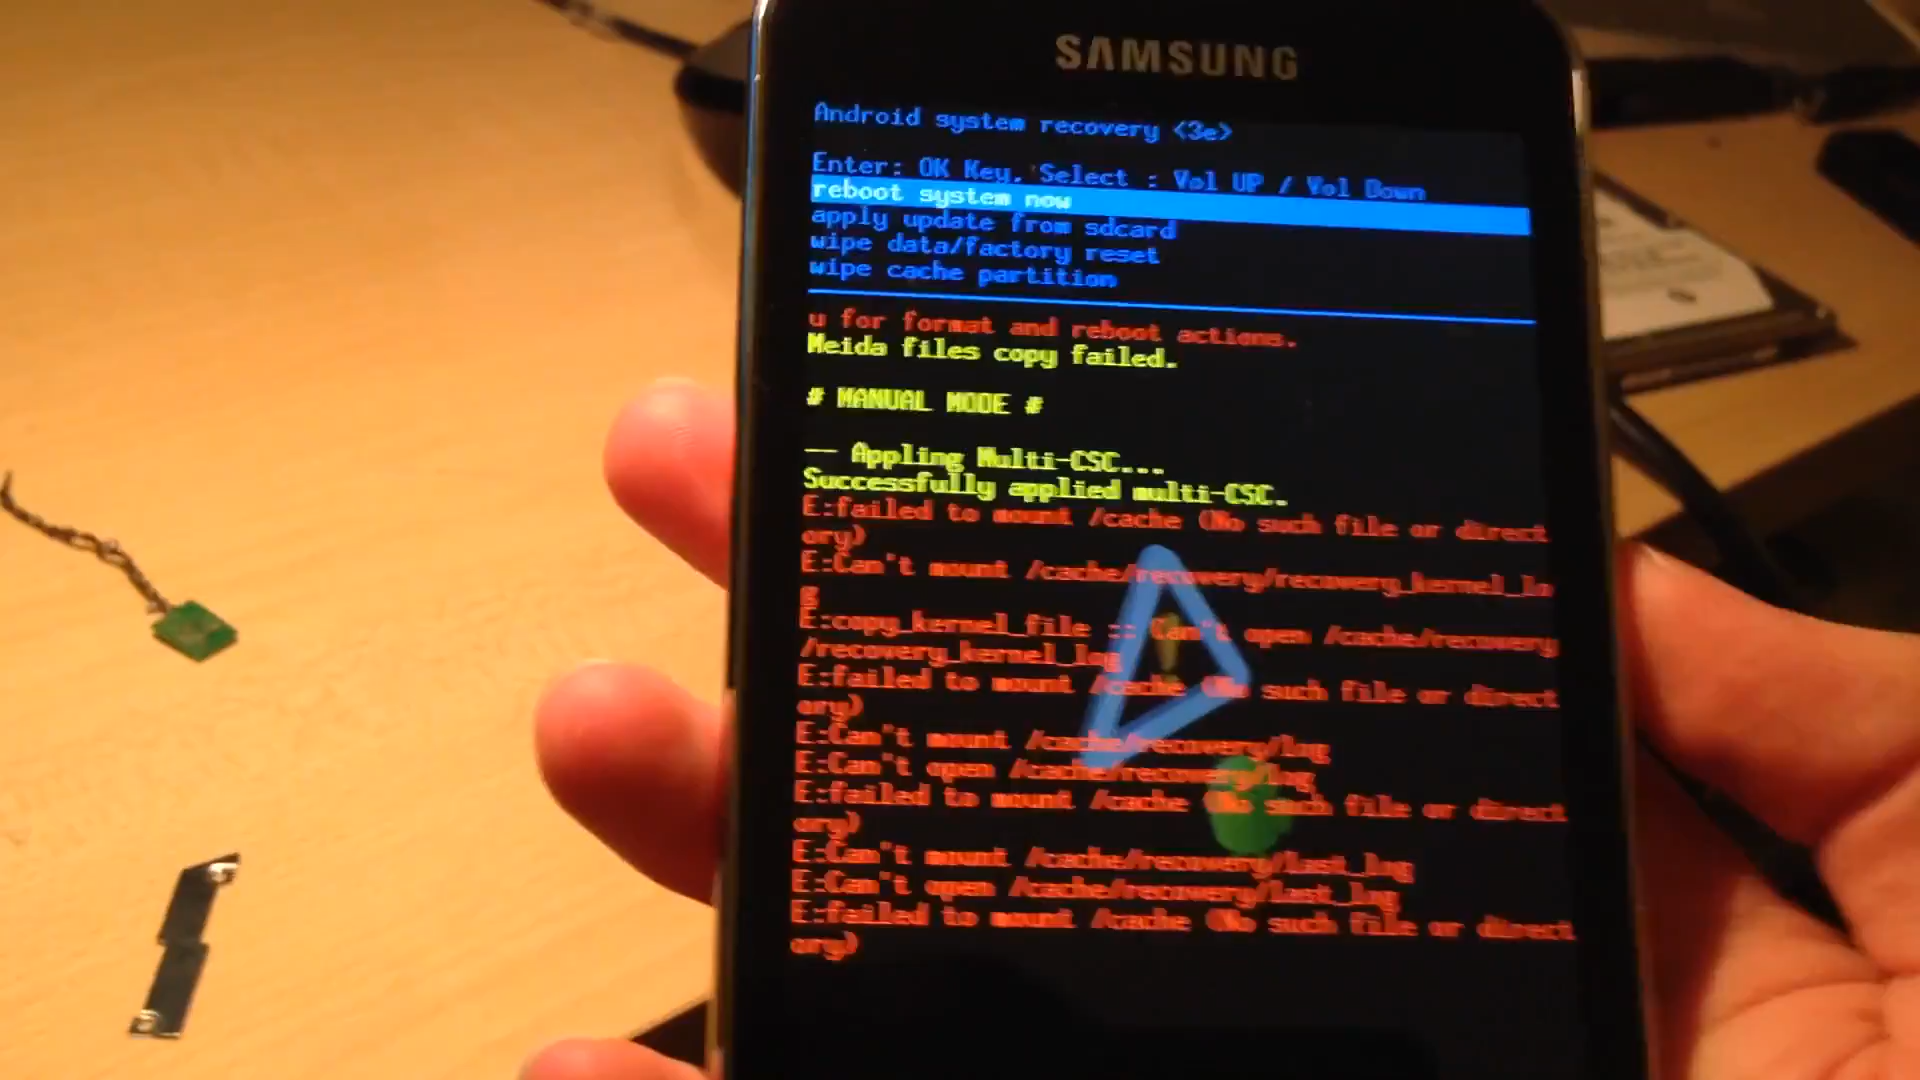 SAMSUNG
Android system recovery <3e>
Enter: OK Key, Select : Vol UP / Vol Down
reboot system now
apply update from sdcard
wipe data/factory reset
wipe cache partition
u for format and reboot actions.
Meida files copy failed.
# MANUAL MODE #
-- Appling Multi-CSC...
Successfully applied multi-CSC.
E:failed to mount /cache (No such file or direct
ory)
E:Can't mount /cache/recovery/recovery_kernel_lo
g
E:copy_kernel_file :: Can't open /cache/recovery
/recovery_kernel_log
E:failed to mount /cache (No such file or direct
ory)
E:Can't mount /cache/recovery/log
E:Can't open /cache/recovery/log
E:failed to mount /cache (No such file or direct
ory)
E:Can't mount /cache/recovery/last_log
E:Can't open /cache/recovery/last_log
E:failed to mount /cache (No such file or direct
ory)